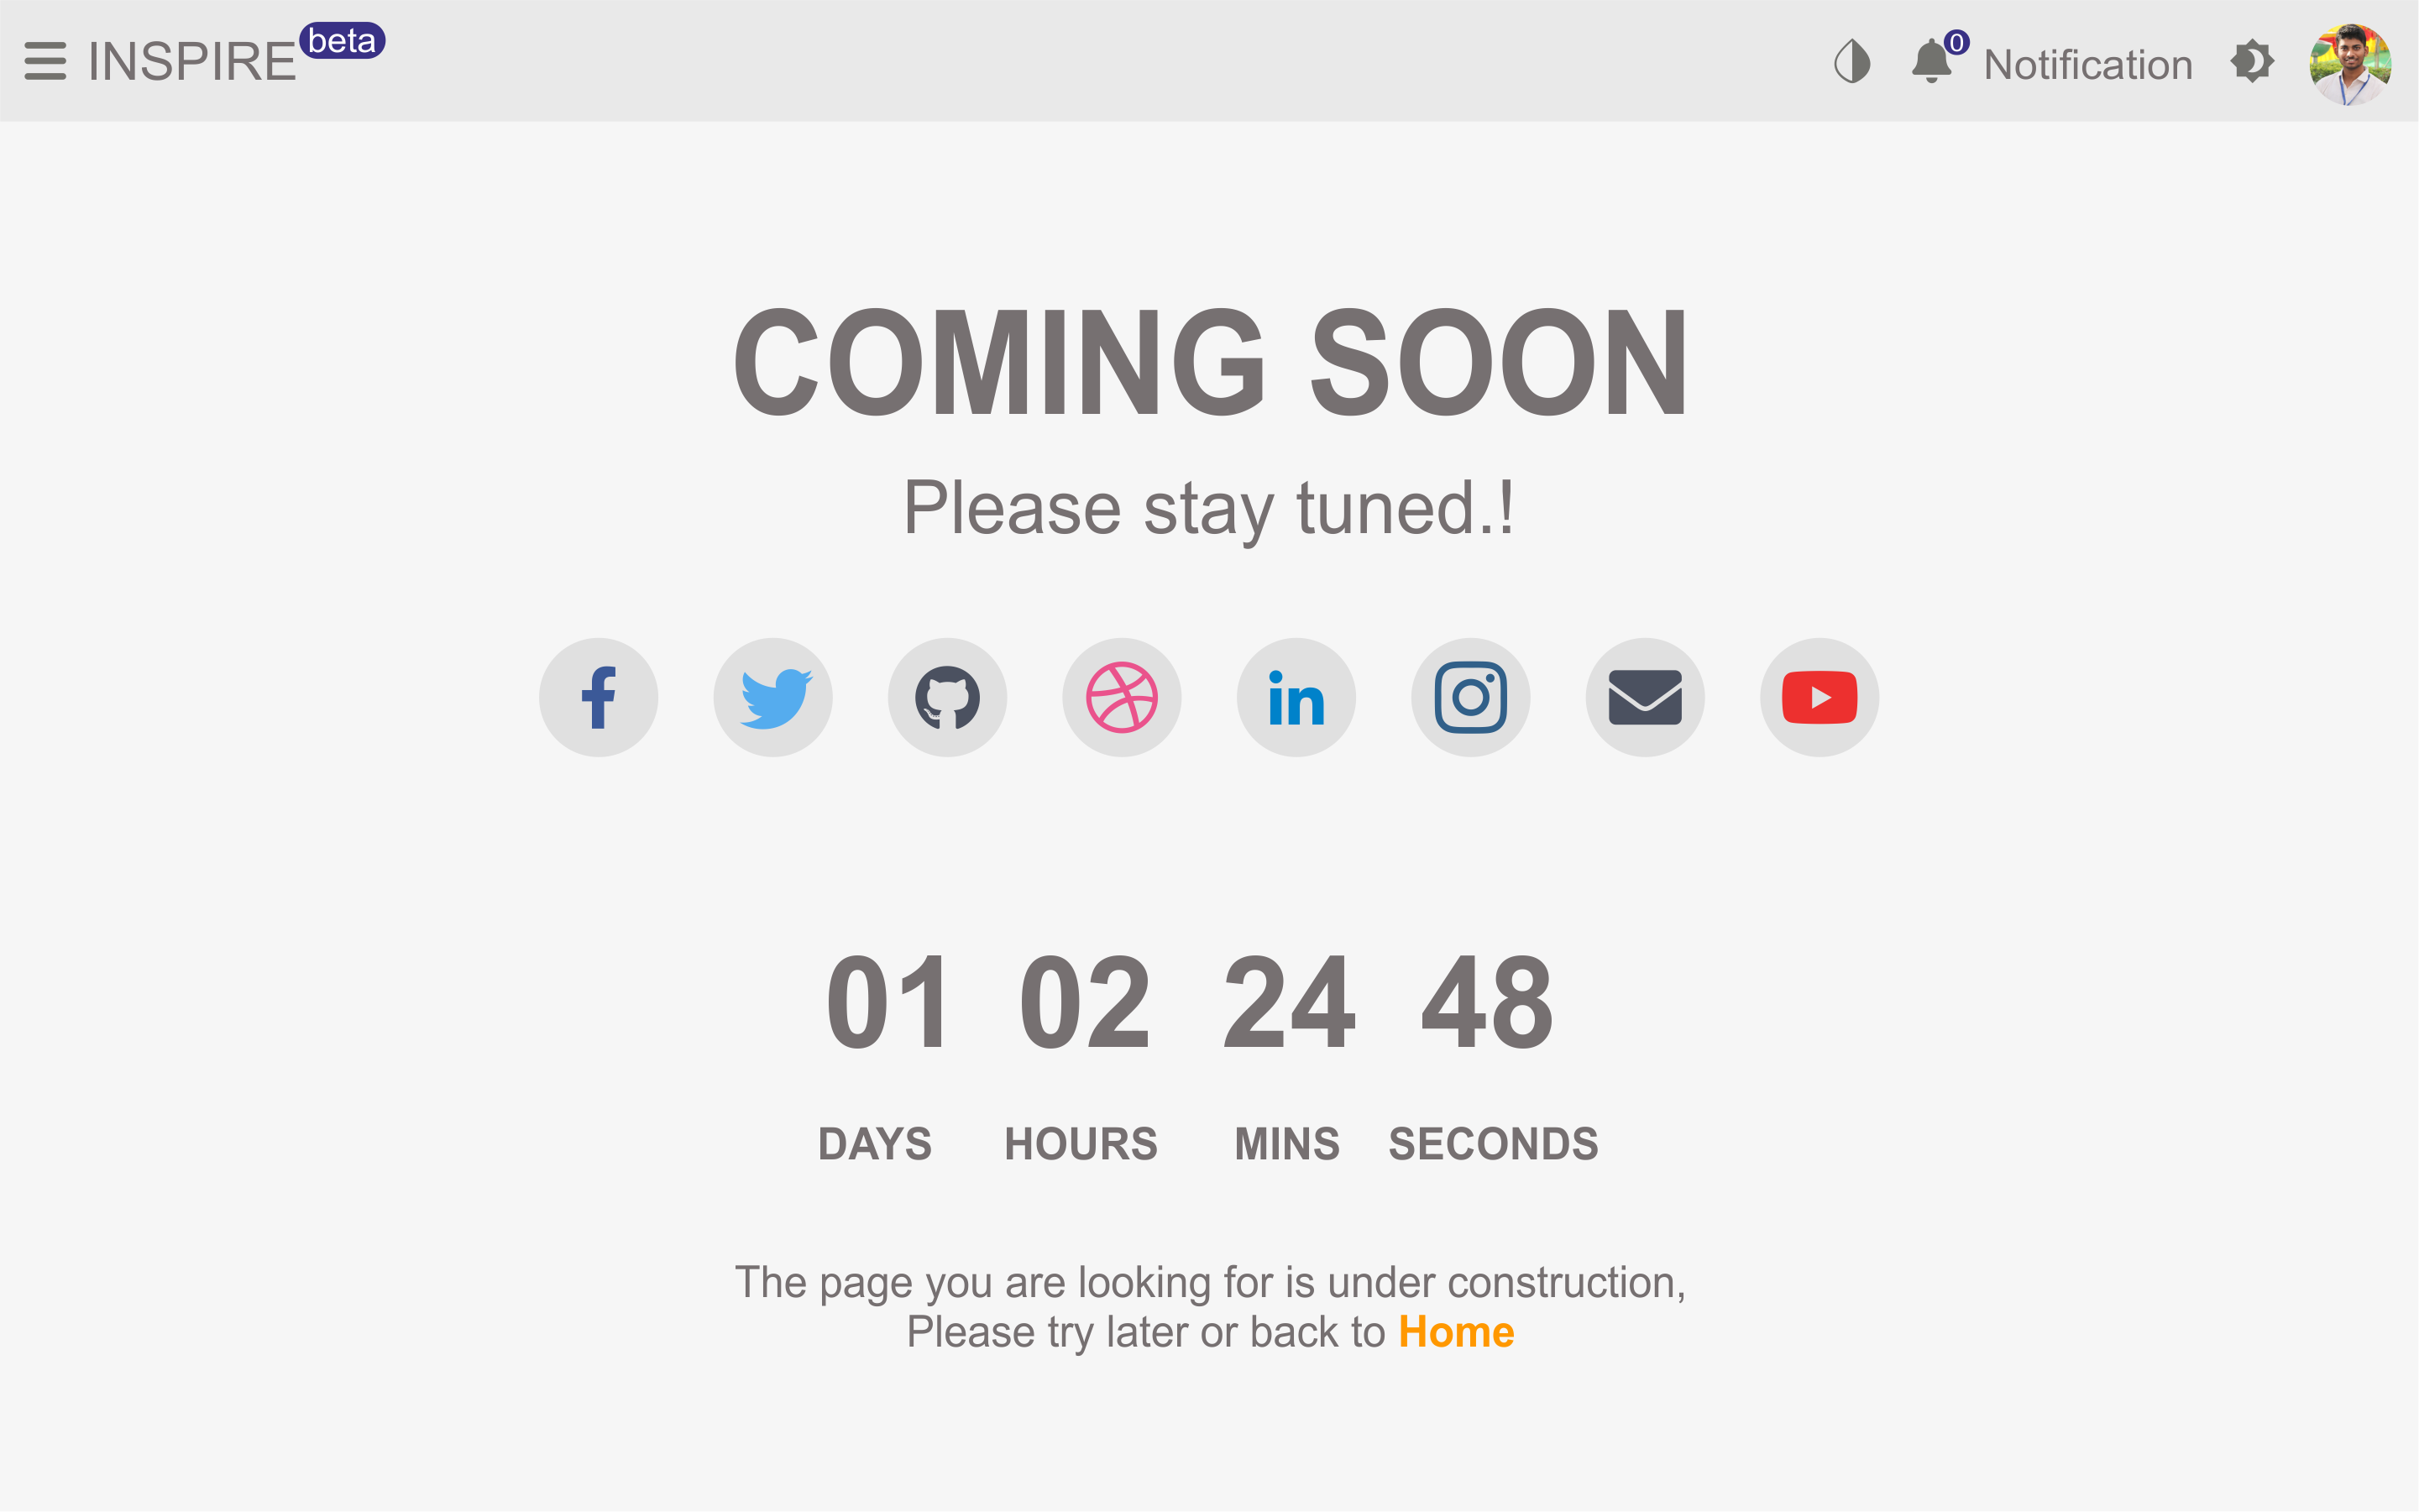 INSPIRE beta
0 Notification
COMING SOON
Please stay tuned.!
01 02 24 48
DAYS HOURS MINS SECONDS
The page you are looking for is under construction,
Please try later or back to Home